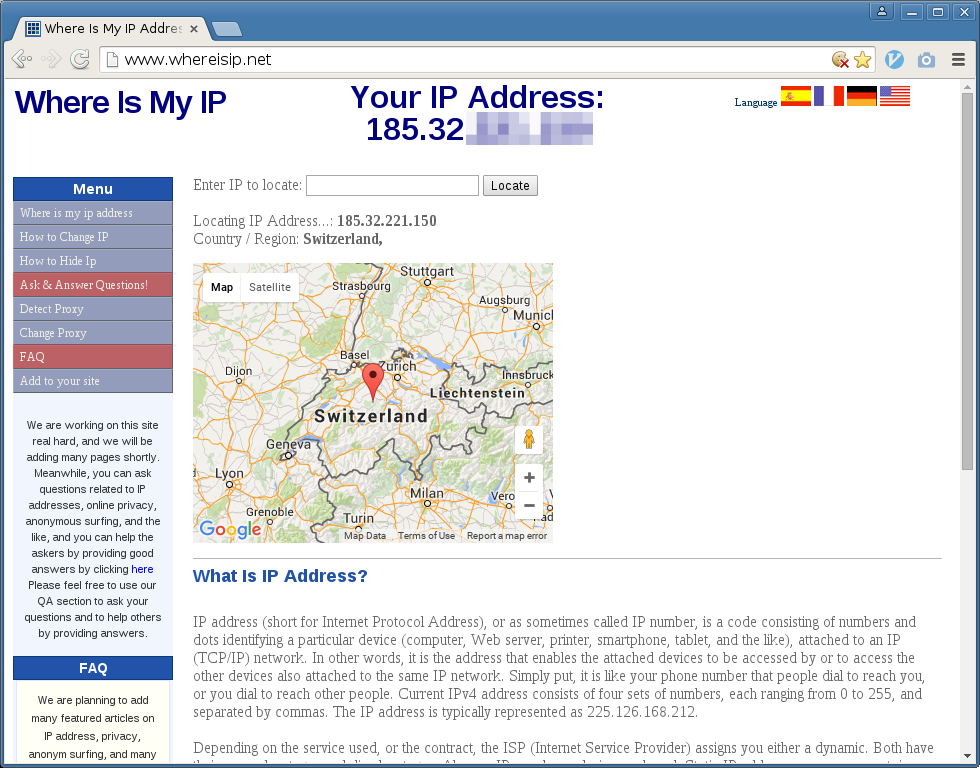 Where Is My IP Addres
www.whereisip.net
Where Is My IP
Your IP Address:
185.32
Language
Menu
Where is my ip address
How to Change IP
How to Hide Ip
Ask & Answer Questions!
Detect Proxy
Change Proxy
FAQ
Add to your site
We are working on this site
real hard, and we will be
adding many pages shortly.
Meanwhile, you can ask
questions related to IP
addresses, online privacy,
anonymous surfing, and the
like, and you can help the
askers by providing good
answers by clicking here
Please feel free to use our
QA section to ask your
questions and to help others
by providing answers.
FAQ
We are planning to add
many featured articles on
IP address, privacy,
anonym surfing, and many
Enter IP to locate:
Locate
Locating IP Address...: 185.32.221.150
Country / Region: Switzerland,
Map
Satellite
Stuttgart
Strasbourg
Augsburg
Munich
Basel
Zurich
Dijon
Innsbruck
Liechtenstein
Switzerland
Geneva
Lyon
Milan
Vero
Grenoble
Turin
Google
Map Data
Terms of Use
Report a map error
What Is IP Address?
IP address (short for Internet Protocol Address), or as sometimes called IP number, is a code consisting of numbers and
dots identifying a particular device (computer, Web server, printer, smartphone, tablet, and the like), attached to an IP
(TCP/IP) network. In other words, it is the address that enables the attached devices to be accessed by or to access the
other devices also attached to the same IP network. Simply put, it is like your phone number that people dial to reach you,
or you dial to reach other people. Current IPv4 address consists of four sets of numbers, each ranging from 0 to 255, and
separated by commas. The IP address is typically represented as 225.126.168.212.
Depending on the service used, or the contract, the ISP (Internet Service Provider) assigns you either a dynamic. Both have